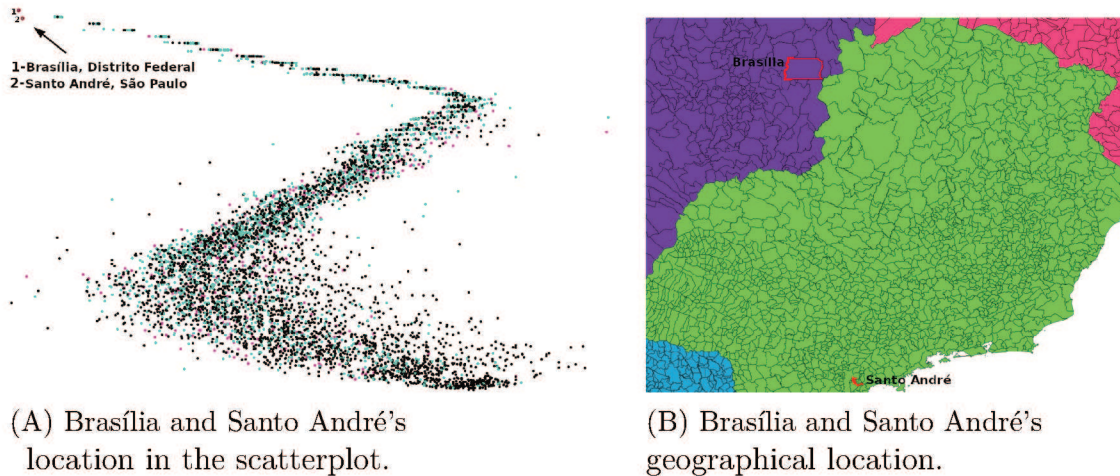 1
2
1-Brasília, Distrito Federal
2-Santo André, São Paulo
Brasília
Santo André
(A) Brasília and Santo André's
location in the scatterplot.
(B) Brasília and Santo André's
geographical location.